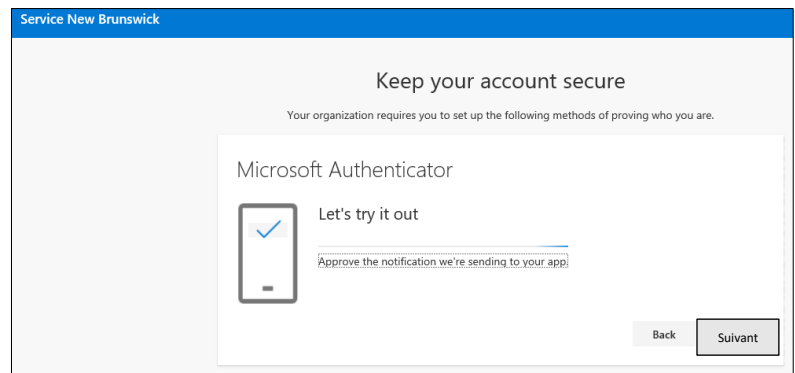 Service New Brunswick
Keep your account secure
Your organization requires you to set up the following methods of proving who you are.
Microsoft Authenticator
Let's try it out
Approve the notification we're sending to your app.
Back
Suivant